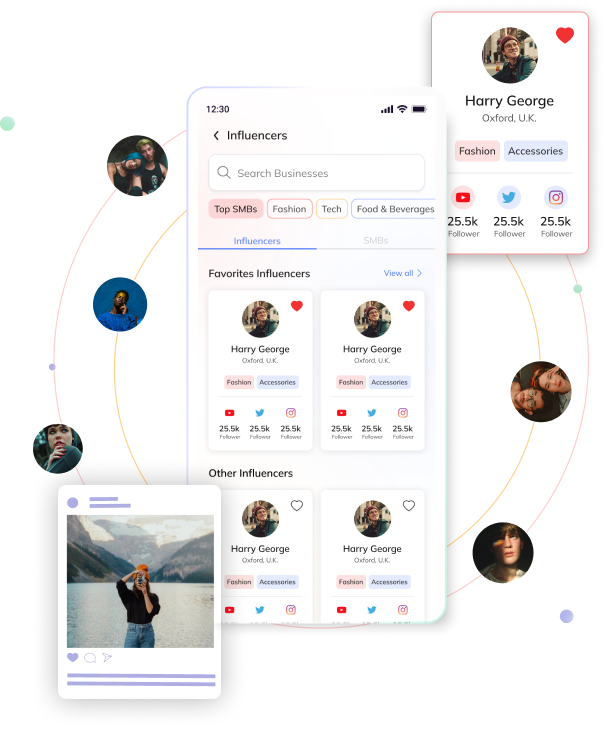 12:30
Influencers
Search Businesses
Top SMBs Fashion Tech Food & Beverages
Influencers SMBs
Favorites Influencers View all
Harry George Harry George
Oxford, U.K. Oxford, U.K.
Fashion Accessories Fashion Accessories
25.5k 25.5k 25.5k 25.5k 25.5k 25.5k
Follower Follower Follower Follower Follower Follower
Other Influencers
Harry George Harry George
Oxford, U.K. Oxford, U.K.
Fashion Accessories Fashion Accessories
Harry George
Oxford, U.K.
Fashion Accessories
25.5k 25.5k 25.5k
Follower Follower Follower